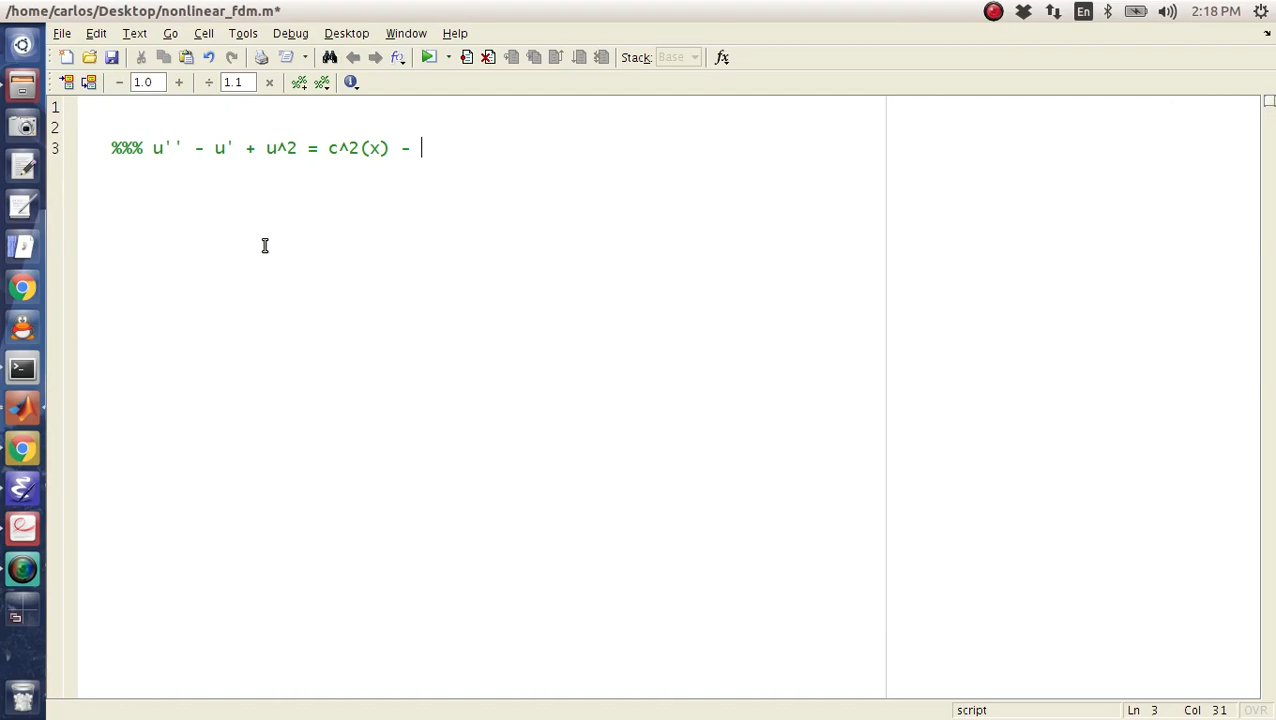 /home/carlos/Desktop/nonlinear_fdm.m*
En
2:18 PM
File Edit Text Go Cell Tools Debug Desktop Window Help
Stack: Base fx
− 1.0 + ÷ 1.1 ×
1
2
3 %%% u'' - u' + u^2 = c^2(x) -
script Ln 3 Col 31 OVR